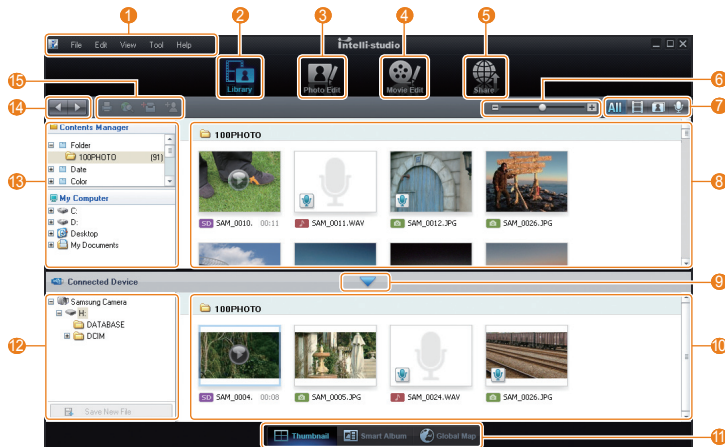 1
2
3
4
5
File Edit View Tool Help
intelli-studio
15
Library
Photo Edit
Movie Edit
Share
6
14
All
7
Contents Manager
100PHOTO
Folder
100PHOTO (91)
Date
Color
13
8
SD SAM_0010. 00:11
SAM_0011.WAV
SAM_0012.JPG
SAM_0026.JPG
My Computer
C:
D:
Desktop
My Documents
Connected Device
9
Samsung Camera
H:
DATABASE
DCIM
100PHOTO
12
10
SD SAM_0004. 00:08
SAM_0005.JPG
SAM_0024.WAV
SAM_0026.JPG
Save New File
Thumbnail
Smart Album
Global Map
11